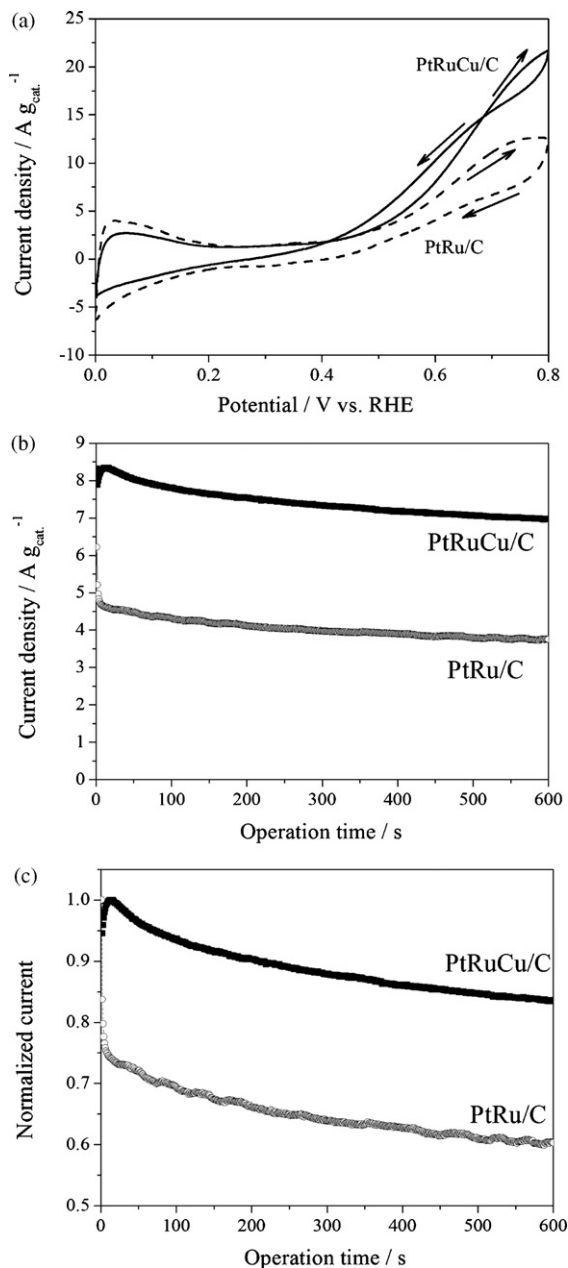 (a)
25
20
15
10
5
0
-5
-10
Current density / A g_cat.^-1
PtRuCu/C
PtRu/C
0.0 0.2 0.4 0.6 0.8
Potential / V vs. RHE
(b)
9
8
7
6
5
4
3
2
1
0
Current density / A g_cat.^-1
PtRuCu/C
PtRu/C
0 100 200 300 400 500 600
Operation time / s
(c)
1.0
0.9
0.8
0.7
0.6
0.5
Normalized current
PtRuCu/C
PtRu/C
0 100 200 300 400 500 600
Operation time / s